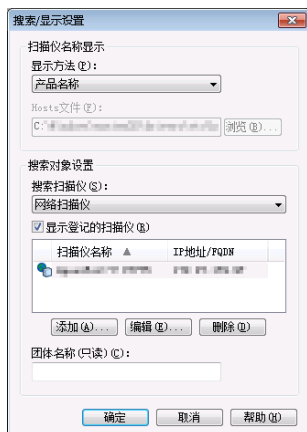 搜索/显示设置
扫描仪名称显示
显示方法(P):
产品名称
Hosts文件(F):
C:\
浏览(B)...
搜索对象设置
搜索扫描仪(S):
网络扫描仪
显示登记的扫描仪(R)
扫描仪名称 IP地址/FQDN
添加(A)... 编辑(E)... 删除(D)
团体名称(只读)(C):
确定 取消 帮助(H)